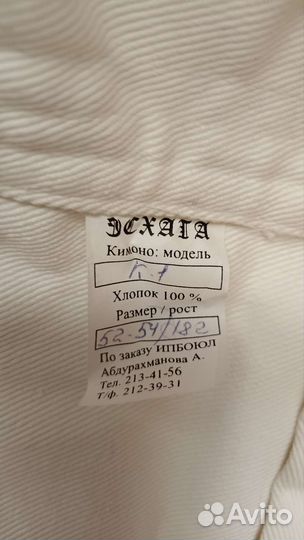 ЭСХАТА
Кимоно: модель
К-1
Хлопок 100 %
Размер / рост
52-54/182
По заказу ИПБОЮЛ
Абдурахманова А.
Тел. 213-41-56
Т/ф. 212-39-31
Avito